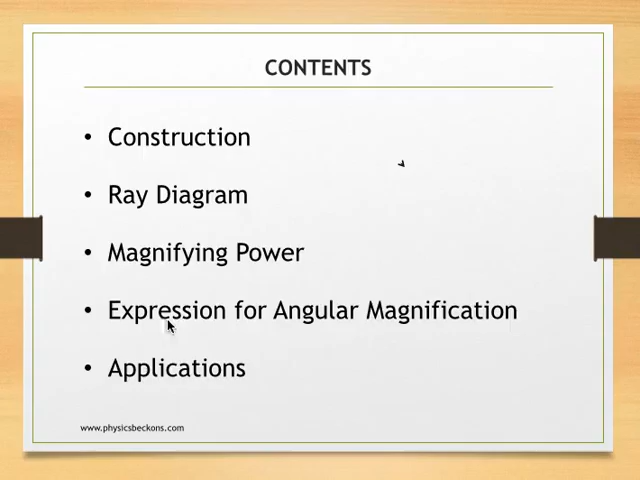 CONTENTS
• Construction
• Ray Diagram
• Magnifying Power
• Expression for Angular Magnification
• Applications
www.physicsbeckons.com